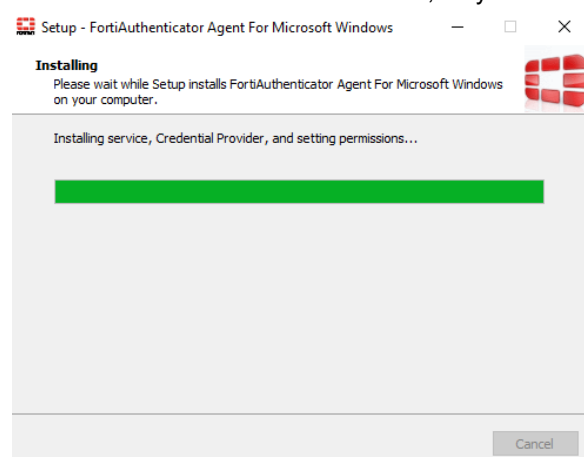 Setup - FortiAuthenticator Agent For Microsoft Windows
Installing
Please wait while Setup installs FortiAuthenticator Agent For Microsoft Windows
on your computer.
Installing service, Credential Provider, and setting permissions...
Cancel